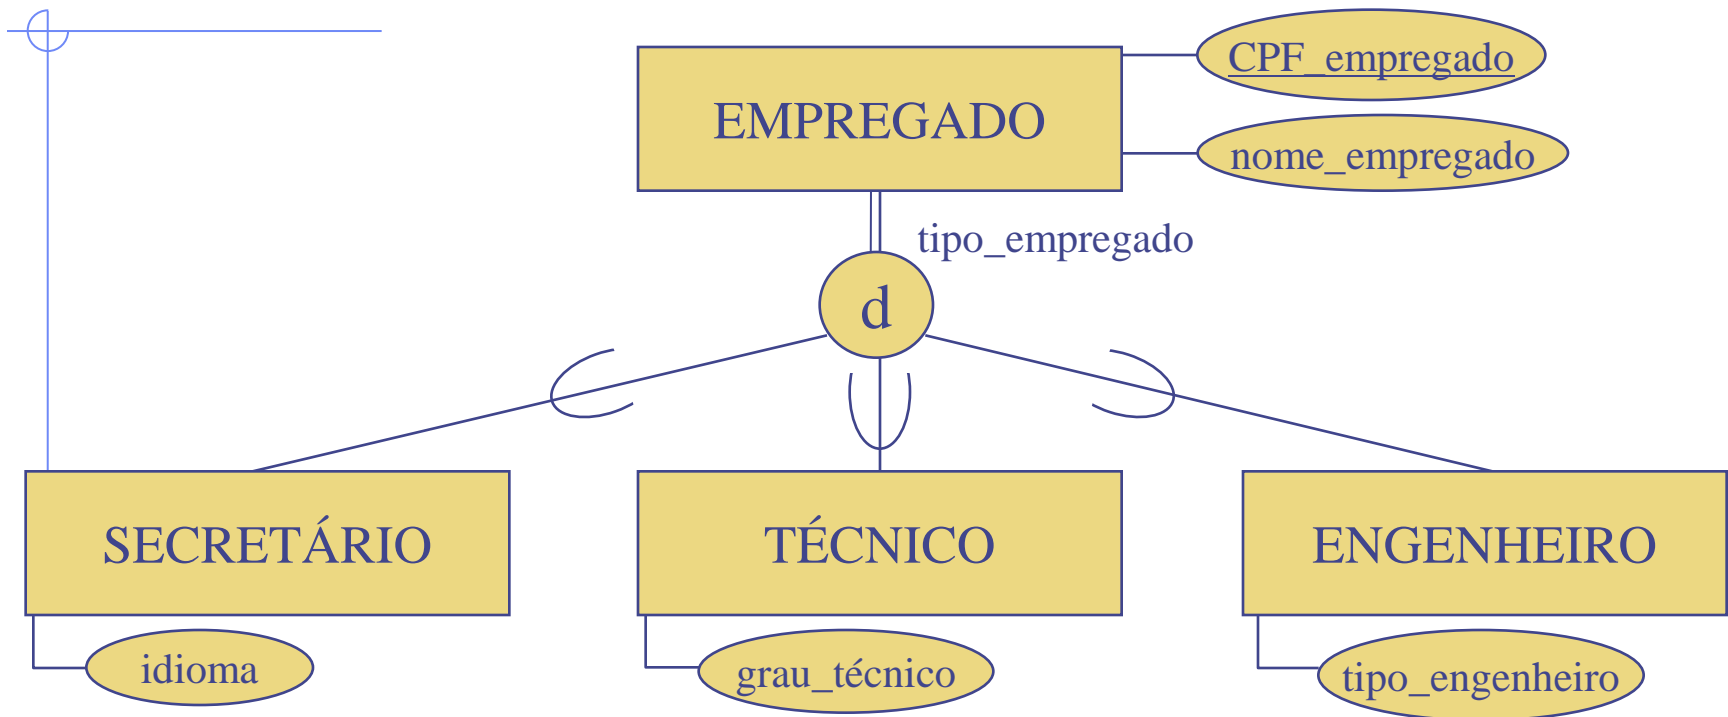 CPF_empregado
EMPREGADO
nome_empregado
tipo_empregado
d
SECRETÁRIO
TÉCNICO
ENGENHEIRO
idioma
grau_técnico
tipo_engenheiro